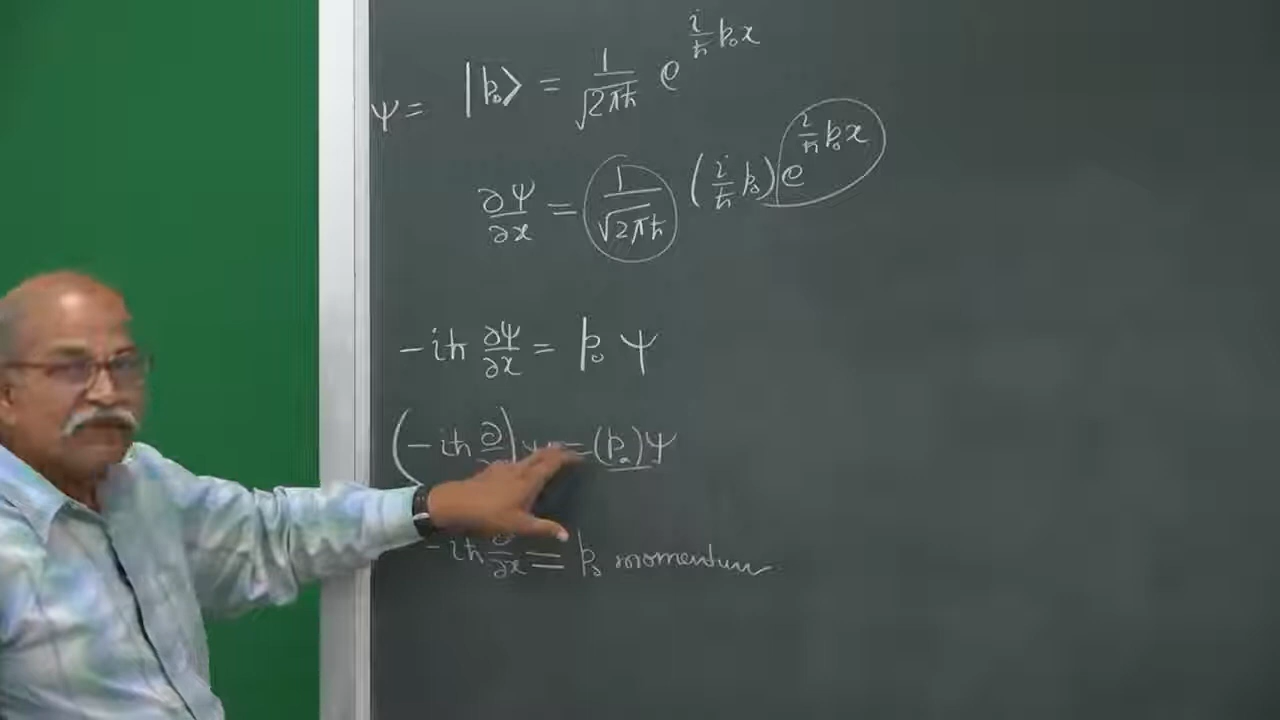 ψ = |p₀⟩ = 1/√2πħ e^{i/ħ p₀x}
∂ψ/∂x = 1/√2πħ (i/ħ p₀) e^{i/ħ p₀x}
-iħ ∂ψ/∂x = p₀ ψ
(-iħ ∂/∂x) ψ = (p₀) ψ
-iħ ∂/∂x = p₀ momentum